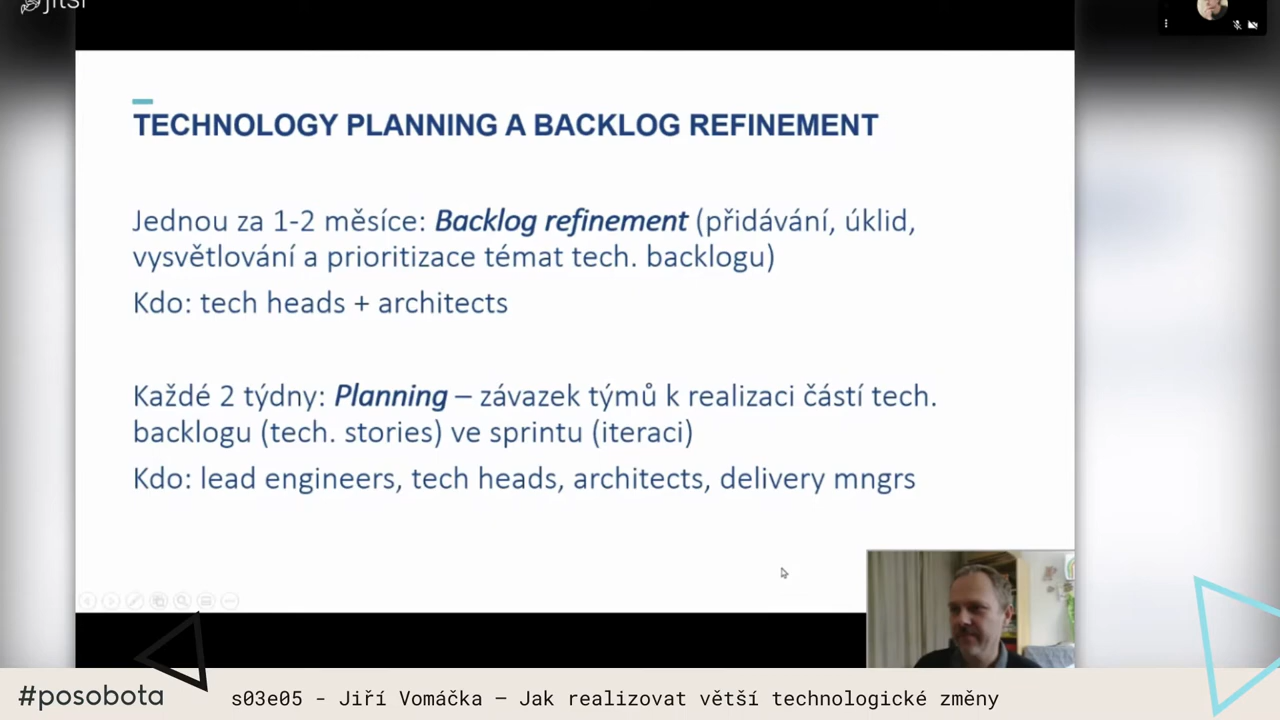 Jitsi
TECHNOLOGY PLANNING A BACKLOG REFINEMENT
Jednou za 1-2 měsíce: Backlog refinement (přidávání, úklid,
vysvětlování a prioritizace témat tech. backlogu)
Kdo: tech heads + architects
Každé 2 týdny: Planning – závazek týmů k realizaci částí tech.
backlogu (tech. stories) ve sprintu (iteraci)
Kdo: lead engineers, tech heads, architects, delivery mngrs
#posobota
s03e05 - Jiří Vomáčka – Jak realizovat větší technologické změny